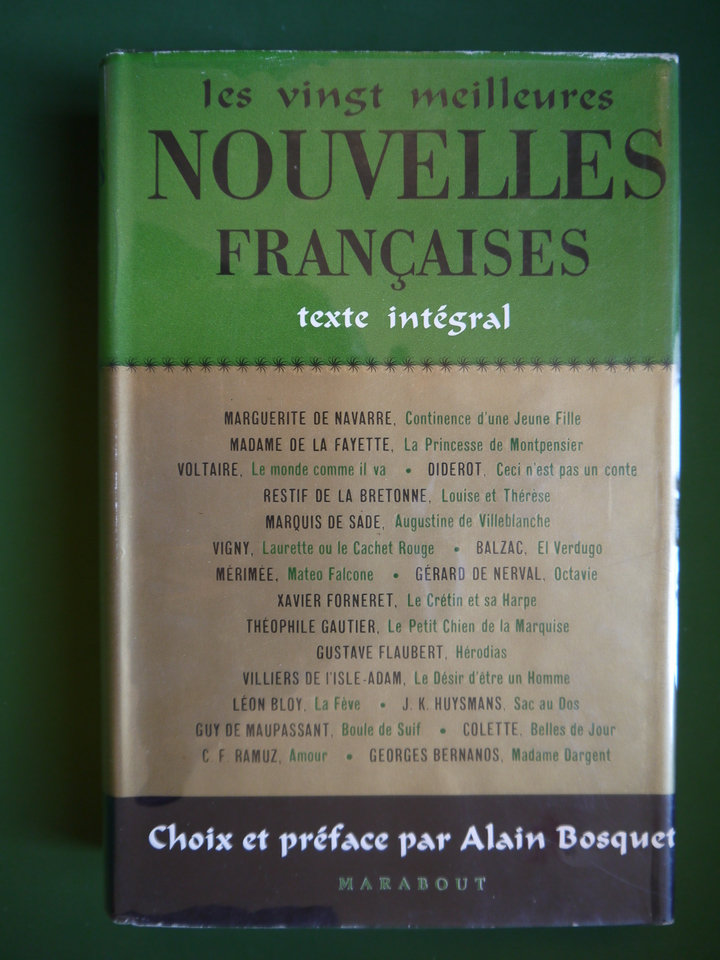 les vingt meilleures
NOUVELLES
FRANÇAISES
texte intégral
MARGUERITE DE NAVARRE, Continence d'une Jeune Fille
MADAME DE LA FAYETTE, La Princesse de Montpensier
VOLTAIRE, Le monde comme il va • DIDEROT, Ceci n'est pas un conte
RESTIF DE LA BRETONNE, Louise et Thérèse
MARQUIS DE SADE, Augustine de Villeblanche
VIGNY, Laurette ou le Cachet Rouge • BALZAC, El Verdugo
MÉRIMÉE, Mateo Falcone • GÉRARD DE NERVAL, Octavie
XAVIER FORNERET, Le Crétin et sa Harpe
THÉOPHILE GAUTIER, Le Petit Chien de la Marquise
GUSTAVE FLAUBERT, Hérodias
VILLIERS DE l'ISLE-ADAM, Le Désir d'être un Homme
LÉON BLOY, La Fève • J. K. HUYSMANS, Sac au Dos
GUY DE MAUPASSANT, Boule de Suif • COLETTE, Belles de Jour
C. F. RAMUZ, Amour • GEORGES BERNANOS, Madame Dargent
Choix et préface par Alain Bosquet
MARABOUT